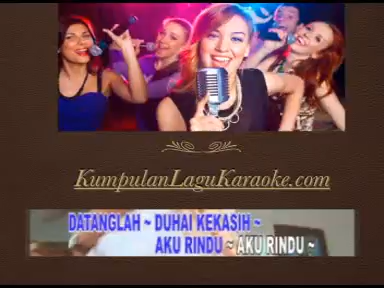 KumpulanLaguKaraoke.com
DATANGLAH ~ DUHAI KEKASIH ~
AKU RINDU ~ AKU RINDU ~